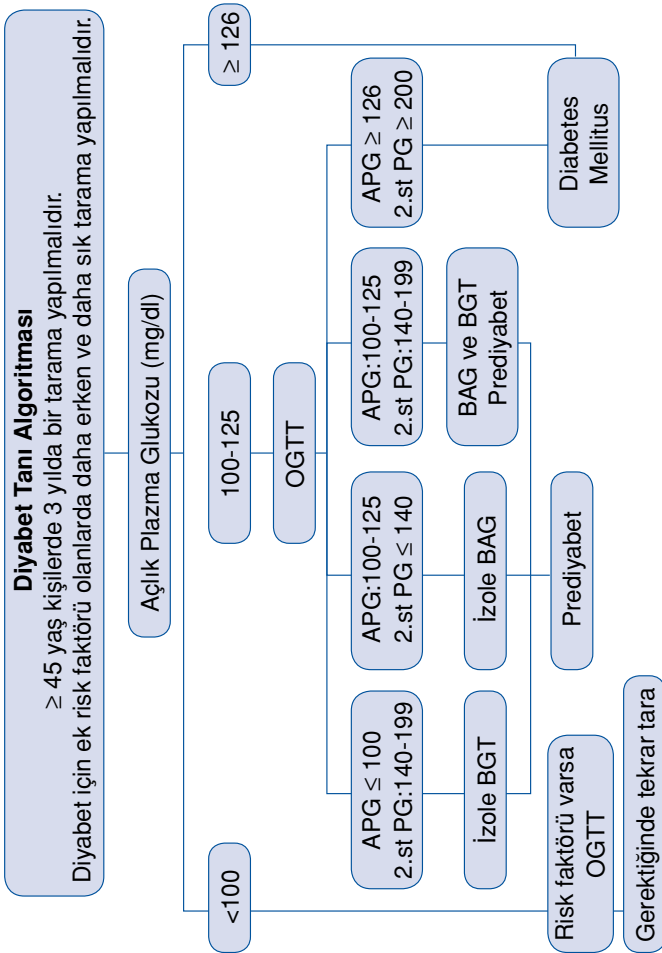 Diyabet Tanı Algoritması
≥ 45 yaş kişilerde 3 yılda bir tarama yapılmalıdır.
Diyabet için ek risk faktörü olanlarda daha erken ve daha sık tarama yapılmalıdır.
Açlık Plazma Glukozu (mg/dl)
<100
100-125
≥ 126
OGTT
APG ≤ 100
2.st PG:140-199
APG:100-125
2.st PG ≤ 140
APG:100-125
2.st PG:140-199
APG ≥ 126
2.st PG ≥ 200
İzole BGT
İzole BAG
BAG ve BGT
Prediyabet
Risk faktörü varsa
OGTT
Prediyabet
Diabetes
Mellitus
Gerektiğinde tekrar tara